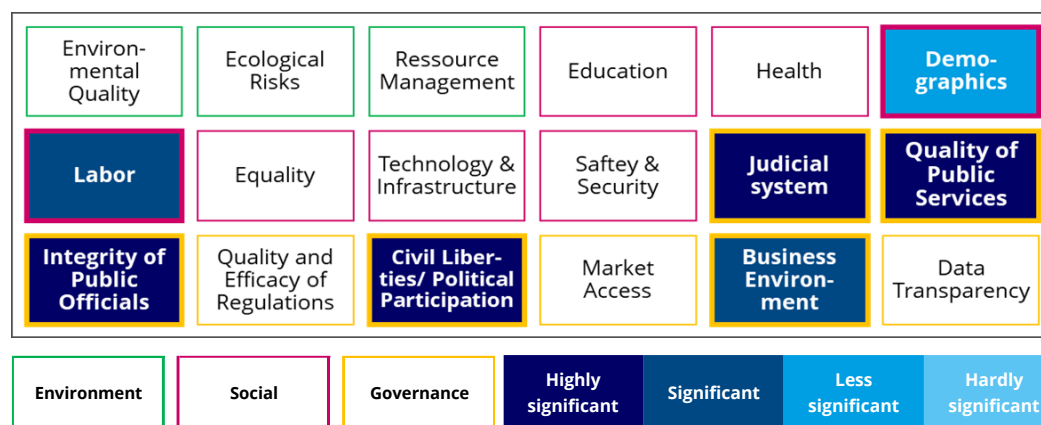 Environ-
mental
Quality
Ecological
Risks
Ressource
Management
Education
Health
Demo-
graphics
Labor
Equality
Technology &
Infrastructure
Saftey &
Security
Judicial
system
Quality of
Public
Services
Integrity of
Public
Officials
Quality and
Efficacy of
Regulations
Civil Liber-
ties/ Political
Participation
Market
Access
Business
Environ-
ment
Data
Transparency
Environment
Social
Governance
Highly
significant
Significant
Less
significant
Hardly
significant